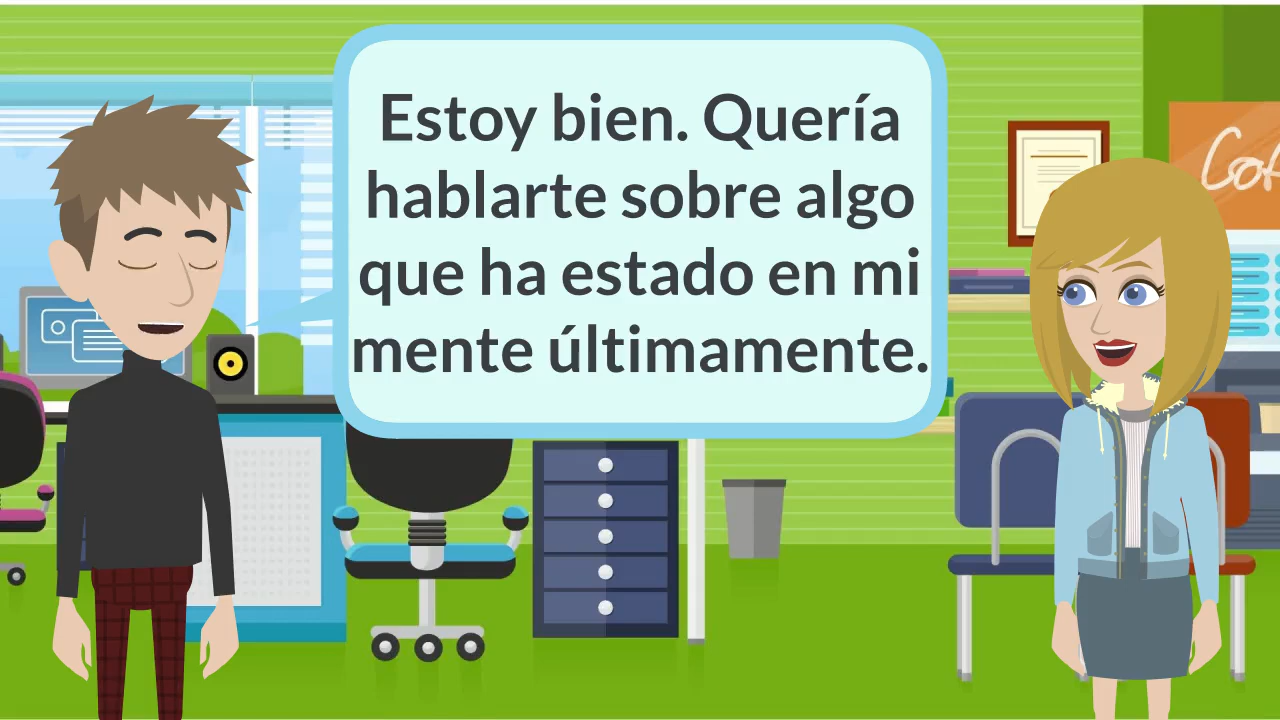 Estoy bien. Quería
hablarte sobre algo
que ha estado en mi
mente últimamente.